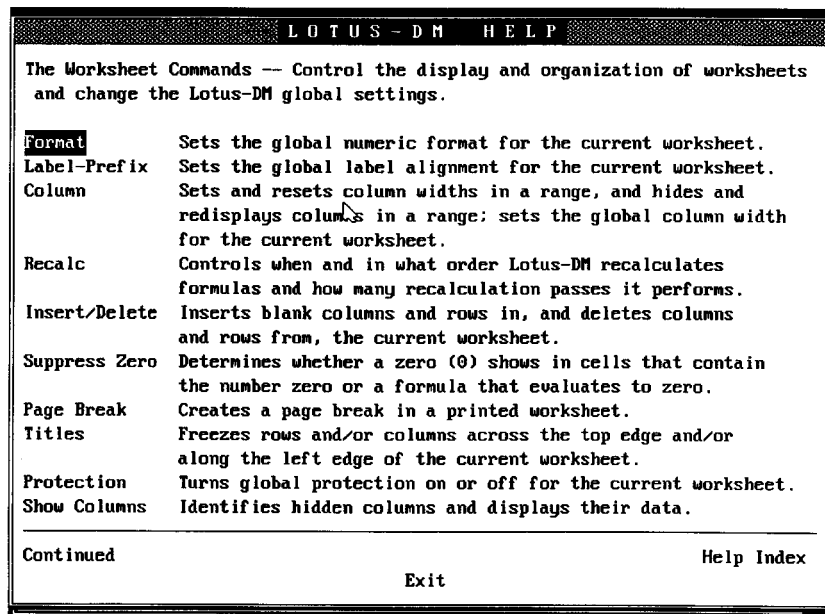 LOTUS-DM HELP
The Worksheet Commands -- Control the display and organization of worksheets
and change the Lotus-DM global settings.
Format Sets the global numeric format for the current worksheet.
Label-Prefix Sets the global label alignment for the current worksheet.
Column Sets and resets column widths in a range, and hides and
redisplays columns in a range; sets the global column width
for the current worksheet.
Recalc Controls when and in what order Lotus-DM recalculates
formulas and how many recalculation passes it performs.
Insert/Delete Inserts blank columns and rows in, and deletes columns
and rows from, the current worksheet.
Suppress Zero Determines whether a zero (0) shows in cells that contain
the number zero or a formula that evaluates to zero.
Page Break Creates a page break in a printed worksheet.
Titles Freezes rows and/or columns across the top edge and/or
along the left edge of the current worksheet.
Protection Turns global protection on or off for the current worksheet.
Show Columns Identifies hidden columns and displays their data.
Continued Help Index
Exit